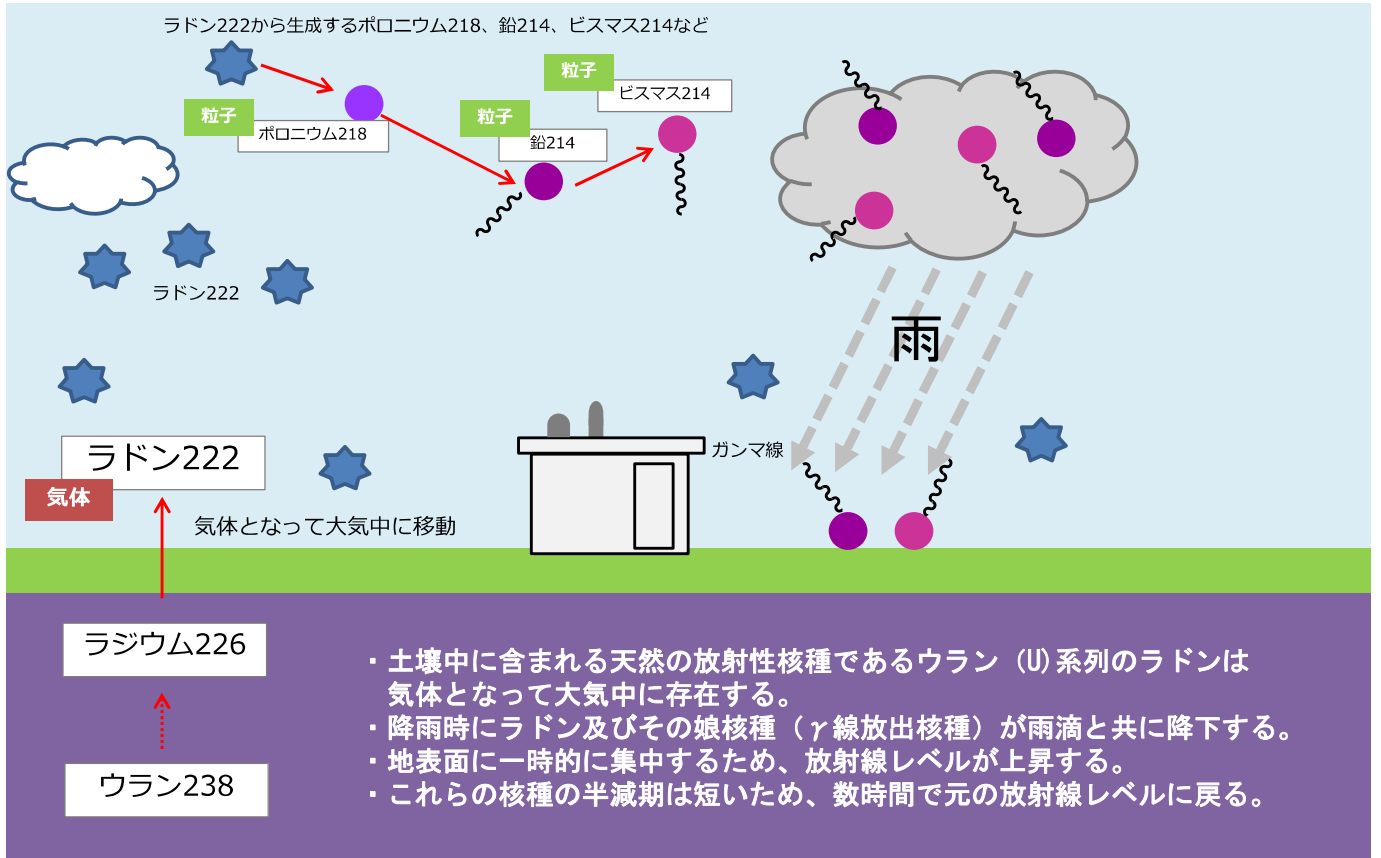 ラドン222から生成するポロニウム218、鉛214、ビスマス214など
粒子
ポロニウム218
粒子
鉛214
粒子
ビスマス214
ラドン222
雨
ガンマ線
ラドン222
気体
気体となって大気中に移動
ラジウム226
ウラン238
・土壌中に含まれる天然の放射性核種であるウラン（U)系列のラドンは
気体となって大気中に存在する。
・降雨時にラドン及びその娘核種（γ線放出核種）が雨滴と共に降下する。
・地表面に一時的に集中するため、放射線レベルが上昇する。
・これらの核種の半減期は短いため、数時間で元の放射線レベルに戻る。